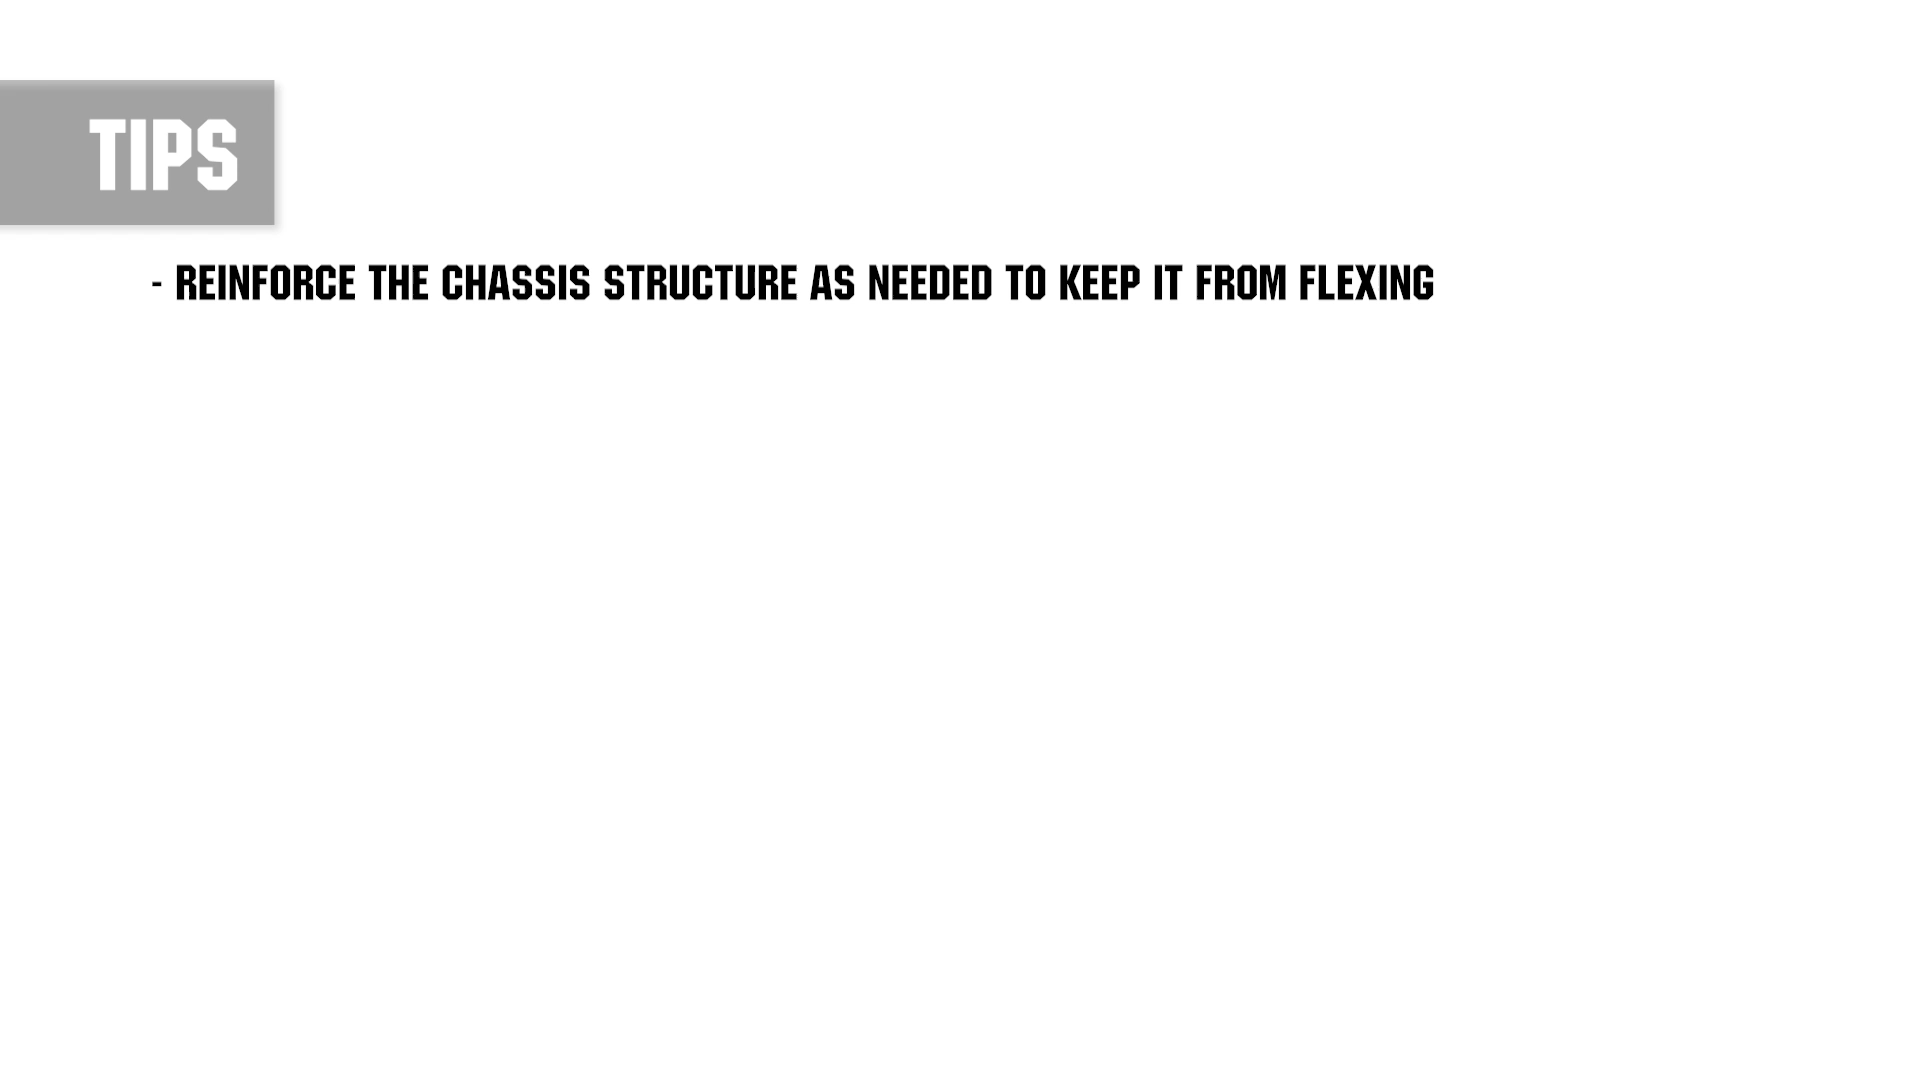 TIPS
- REINFORCE THE CHASSIS STRUCTURE AS NEEDED TO KEEP IT FROM FLEXING